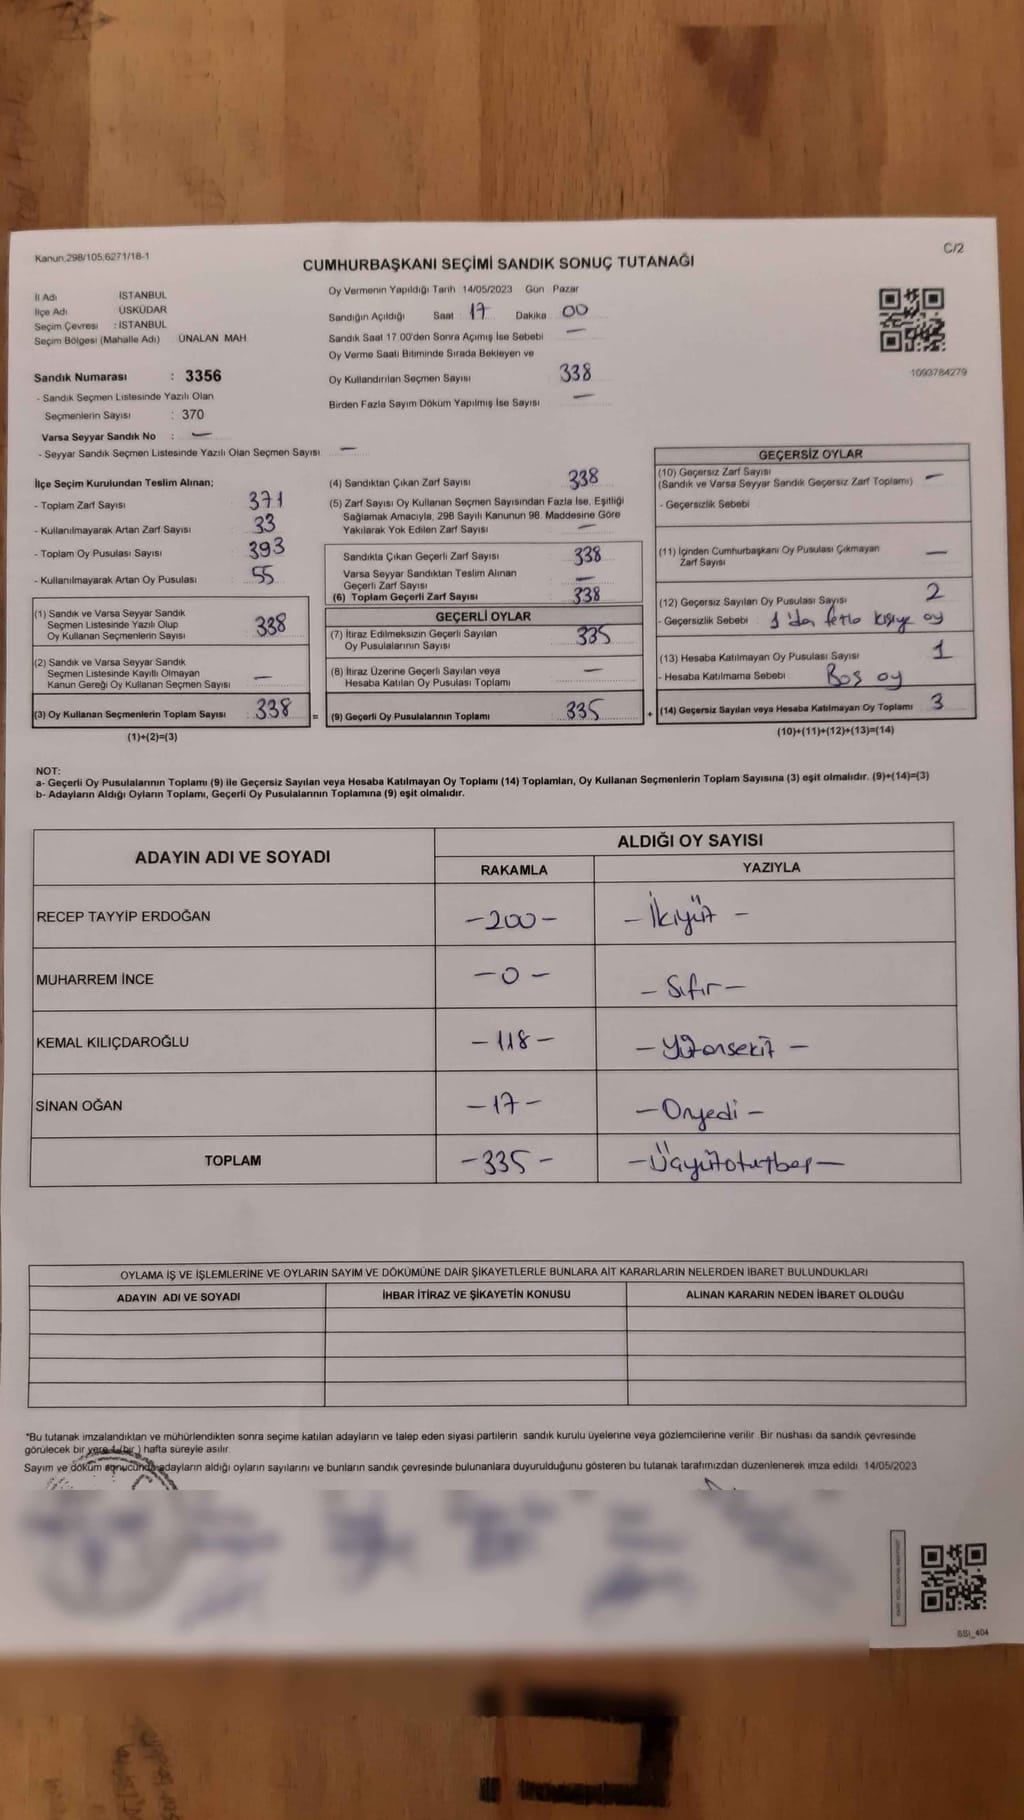 Kanun.298/105.6271/18-1
C/2
CUMHURBAŞKANI SEÇİMİ SANDIK SONUÇ TUTANAĞI
İl Adı İSTANBUL
İlçe Adı ÜSKÜDAR
Seçim Çevresi : İSTANBUL
Seçim Bölgesi (Mahalle Adı) ÜNALAN MAH.
Sandık Numarası : 3356
- Sandık Seçmen Listesinde Yazılı Olan
Seçmenlerin Sayısı : 370
Varsa Seyyar Sandık No : —
- Seyyar Sandık Seçmen Listesinde Yazılı Olan Seçmen Sayısı —
Oy Vermenin Yapıldığı Tarih 14/05/2023 Gün Pazar
Sandığın Açıldığı Saat 17 Dakika 00
Sandık Saat 17.00'den Sonra Açımış İse Sebebi —
Oy Verme Saati Bitiminde Sırada Bekleyen ve
Oy Kullandırılan Seçmen Sayısı 338
Birden Fazla Sayım Döküm Yapılmış İse Sayısı —
1093784279
İlçe Seçim Kurulundan Teslim Alınan;
- Toplam Zarf Sayısı 371
- Kullanılmayarak Artan Zarf Sayısı 33
- Toplam Oy Pusulası Sayısı 393
- Kullanılmayarak Artan Oy Pusulası 55
(1) Sandık ve Varsa Seyyar Sandık
Seçmen Listesinde Yazılı Olup
Oy Kullanan Seçmenlerin Sayısı 338
(2) Sandık ve Varsa Seyyar Sandık
Seçmen Listesinde Kayıtlı Olmayan
Kanun Gereği Oy Kullanan Seçmen Sayısı —
(3) Oy Kullanan Seçmenlerin Toplam Sayısı 338 =
(1)+(2)=(3)
(4) Sandıktan Çıkan Zarf Sayısı 338
(5) Zarf Sayısı Oy Kullanan Seçmen Sayısından Fazla İse, Eşitliği
Sağlamak Amacıyla, 298 Sayılı Kanunun 98. Maddesine Göre
Yakılarak Yok Edilen Zarf Sayısı —
Sandıkta Çıkan Geçerli Zarf Sayısı 338
Varsa Seyyar Sandıktan Teslim Alınan
Geçerli Zarf Sayısı —
(6) Toplam Geçerli Zarf Sayısı 338
GEÇERLİ OYLAR
(7) İtiraz Edilmeksizin Geçerli Sayılan
Oy Pusulalarının Sayısı 335
(8) İtiraz Üzerine Geçerli Sayılan veya
Hesaba Katılan Oy Pusulası Toplamı —
(9) Geçerli Oy Pusulalarının Toplamı 335 +
GEÇERSİZ OYLAR
(10) Geçersiz Zarf Sayısı
(Sandık ve Varsa Seyyar Sandık Geçersiz Zarf Toplamı) —
- Geçersizlik Sebebi
(11) İçinden Cumhurbaşkanı Oy Pusulası Çıkmayan
Zarf Sayısı —
(12) Geçersiz Sayılan Oy Pusulası Sayısı 2
- Geçersizlik Sebebi 1'den fazla kişiye oy
(13) Hesaba Katılmayan Oy Pusulası Sayısı 1
- Hesaba Katılmama Sebebi Boş oy
(14) Geçersiz Sayılan veya Hesaba Katılmayan Oy Toplamı 3
(10)+(11)+(12)+(13)=(14)
NOT:
a- Geçerli Oy Pusulalarının Toplamı (9) ile Geçersiz Sayılan veya Hesaba Katılmayan Oy Toplamı (14) Toplamları, Oy Kullanan Seçmenlerin Toplam Sayısına (3) eşit olmalıdır. (9)+(14)=(3)
b- Adayların Aldığı Oyların Toplamı, Geçerli Oy Pusulalarının Toplamına (9) eşit olmalıdır.
ADAYIN ADI VE SOYADI ALDIĞI OY SAYISI
RAKAMLA YAZIYLA
RECEP TAYYİP ERDOĞAN -200- - İkiyüz -
MUHARREM İNCE -0- - Sıfır -
KEMAL KILIÇDAROĞLU -118- - Yüzonsekiz -
SİNAN OĞAN -17- - Onyedi -
TOPLAM -335- - Üçyüzotuzbeş -
OYLAMA İŞ VE İŞLEMLERİNE VE OYLARIN SAYIM VE DÖKÜMÜNE DAİR ŞİKAYETLERLE BUNLARA AİT KARARLARIN NELERDEN İBARET BULUNDUKLARI
ADAYIN ADI VE SOYADI İHBAR İTİRAZ VE ŞİKAYETİN KONUSU ALINAN KARARIN NEDEN İBARET OLDUĞU
*Bu tutanak imzalandıktan ve mühürlendikten sonra seçime katılan adayların ve talep eden siyasi partilerin sandık kurulu üyelerine veya gözlemcilerine verilir. Bir nüshası da sandık çevresinde
görülecek bir yere 1 (bir) hafta süreyle asılır.
Sayım ve döküm sonucunda adayların aldığı oyların sayılarını ve bunların sandık çevresinde bulunanlara duyurulduğunu gösteren bu tutanak tarafımızdan düzenlenerek imza edildi. 14/05/2023
SSİ_404